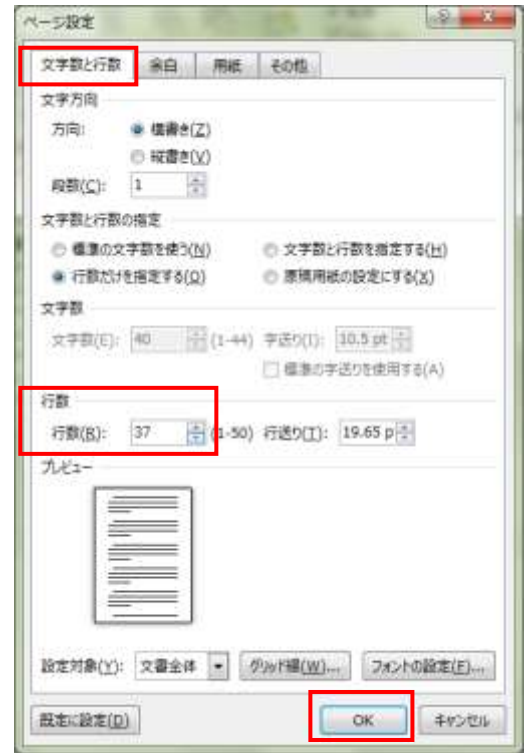 ページ設定
文字数と行数 余白 用紙 その他
文字方向
方向: 横書き(Z)
縦書き(V)
段数(C): 1
文字数と行数の指定
標準の文字数を使う(N) 文字数と行数を指定する(H)
行数だけを指定する(O) 原稿用紙の設定にする(X)
文字数
文字数(E): 40 (1-44) 字送り(I): 10.5 pt
標準の字送りを使用する(A)
行数
行数(R): 37 (1-50) 行送り(T): 19.65 p
プレビュー
設定対象(Y): 文書全体 グリッド線(W)... フォントの設定(F)...
既定に設定(D) OK キャンセル